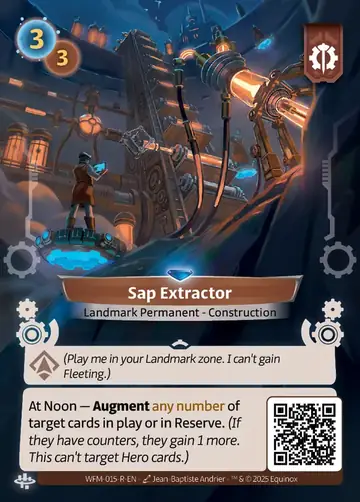 3
3
Sap Extractor
Landmark Permanent - Construction
(Play me in your Landmark zone. I can't gain
Fleeting.)
At Noon — Augment any number of
target cards in play or in Reserve. (If
they have counters, they gain 1 more.
This can't target Hero cards.)
WFM-015-R-EN - Jean-Baptiste Andrier - ™ & © 2025 Equinox